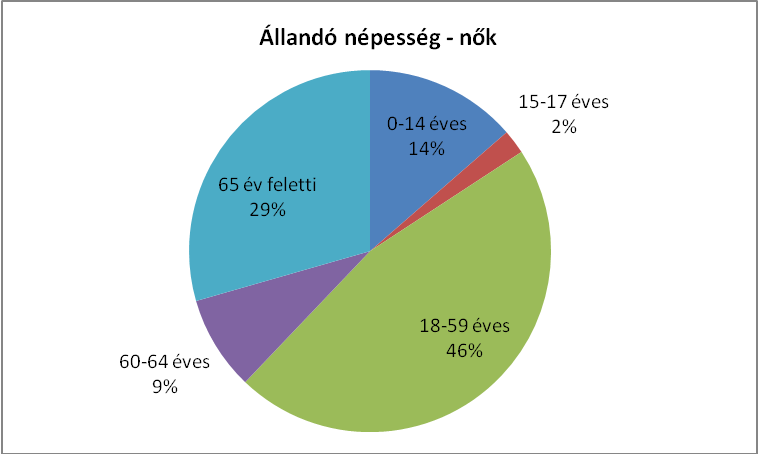 Állandó népesség - nők
0-14 éves
14%
15-17 éves
2%
18-59 éves
46%
60-64 éves
9%
65 év feletti
29%